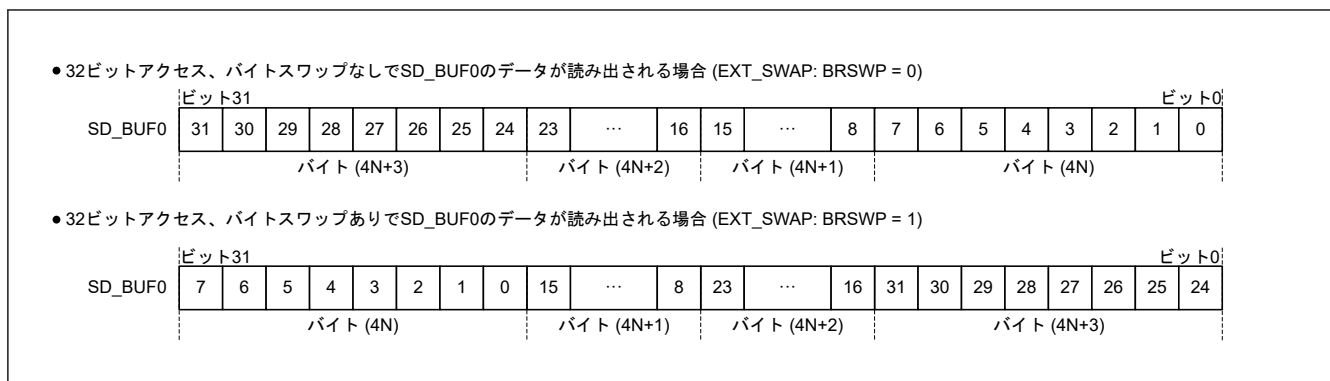 ● 32ビットアクセス、バイトスワップなしでSD_BUF0のデータが読み出される場合 (EXT_SWAP: BRSWP = 0)
ビット31 ビット0
SD_BUF0 31 30 29 28 27 26 25 24 23 … 16 15 … 8 7 6 5 4 3 2 1 0
バイト (4N+3) バイト (4N+2) バイト (4N+1) バイト (4N)
● 32ビットアクセス、バイトスワップありでSD_BUF0のデータが読み出される場合 (EXT_SWAP: BRSWP = 1)
ビット31 ビット0
SD_BUF0 7 6 5 4 3 2 1 0 15 … 8 23 … 16 31 30 29 28 27 26 25 24
バイト (4N) バイト (4N+1) バイト (4N+2) バイト (4N+3)